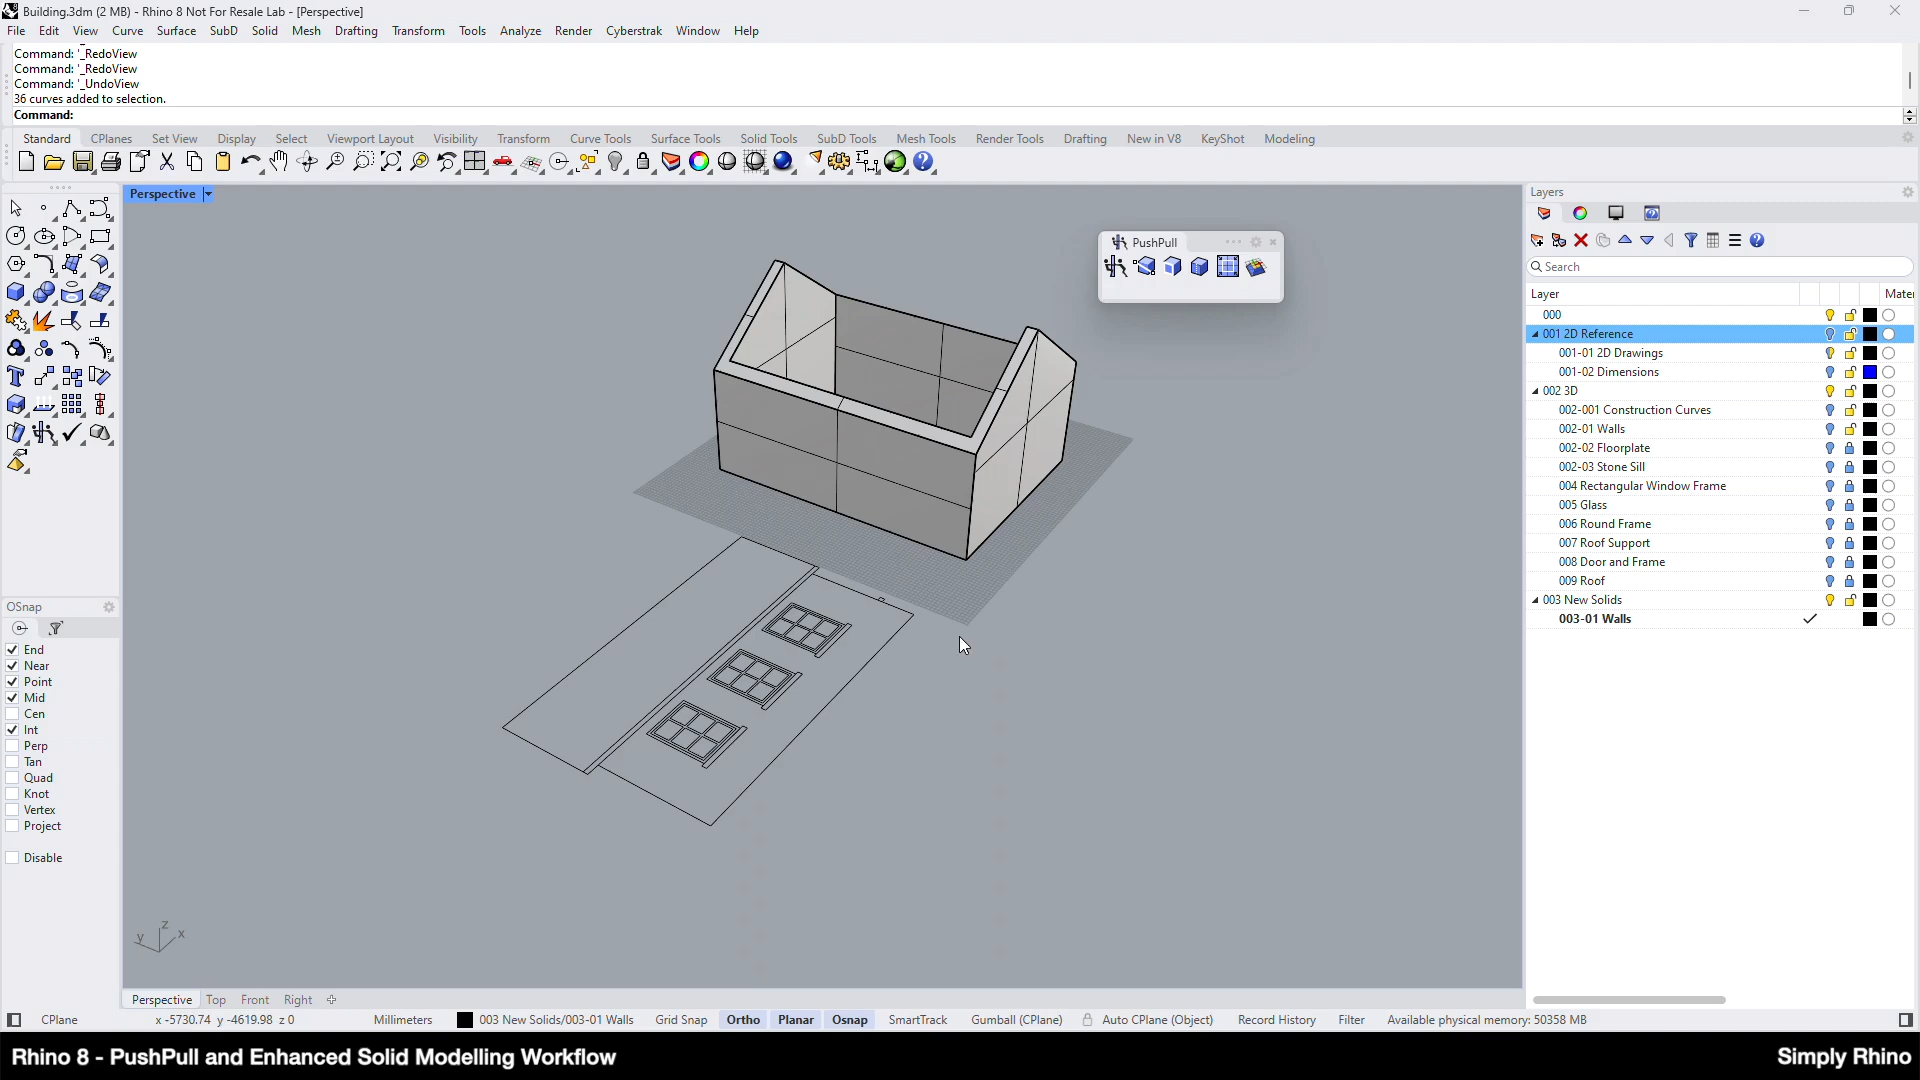 Building.3dm (2 MB) - Rhino 8 Not For Resale Lab - [Perspective]
File Edit View Curve Surface SubD Solid Mesh Drafting Transform Tools Analyze Render Cyberstrak Window Help
Command: '_RedoView
Command: '_RedoView
Command: '_UndoView
36 curves added to selection.
Command:
Standard CPlanes Set View Display Select Viewport Layout Visibility Transform Curve Tools Surface Tools Solid Tools SubD Tools Mesh Tools Render Tools Drafting New in V8 KeyShot Modeling
Perspective
PushPull
OSnap
End
Near
Point
Mid
Cen
Int
Perp
Tan
Quad
Knot
Vertex
Project
Disable
z
y
x
Layers
Search
Layer Mater
000
001 2D Reference
001-01 2D Drawings
001-02 Dimensions
002 3D
002-001 Construction Curves
002-01 Walls
002-02 Floorplate
002-03 Stone Sill
004 Rectangular Window Frame
005 Glass
006 Round Frame
007 Roof Support
008 Door and Frame
009 Roof
003 New Solids
003-01 Walls
Perspective Top Front Right
CPlane x -5730.74 y -4619.98 z 0 Millimeters 003 New Solids/003-01 Walls Grid Snap Ortho Planar Osnap SmartTrack Gumball (CPlane) Auto CPlane (Object) Record History Filter Available physical memory: 50358 MB
Rhino 8 - PushPull and Enhanced Solid Modelling Workflow
Simply Rhino